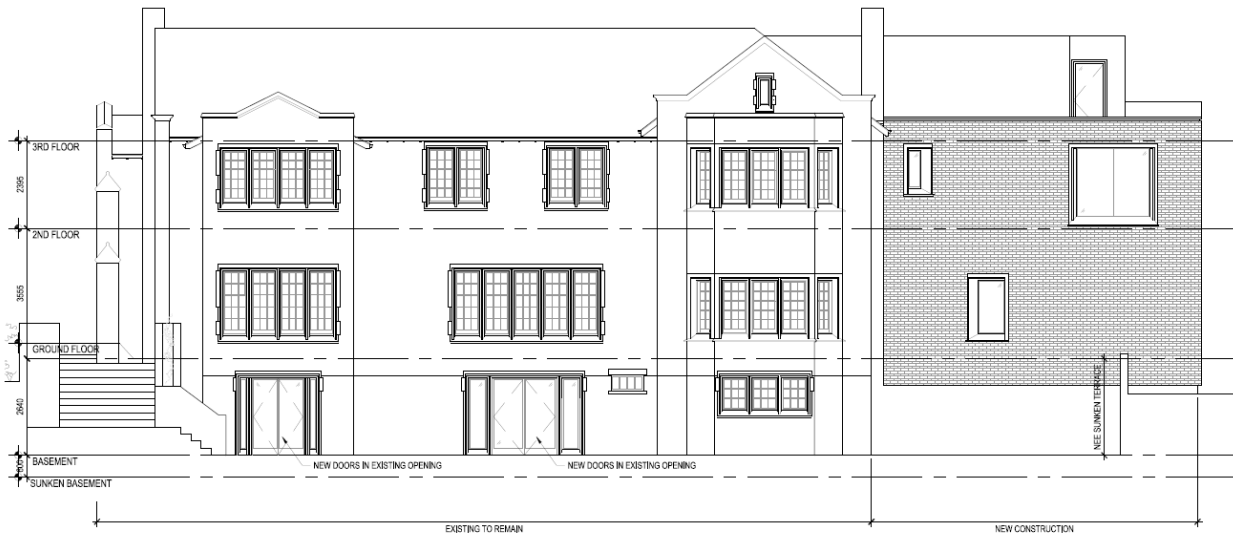 3RD FLOOR
2395
2ND FLOOR
3555
GROUND FLOOR
2640
NEE SUNKEN TERRACE
BASEMENT
NEW DOORS IN EXISTING OPENING
NEW DOORS IN EXISTING OPENING
600
SUNKEN BASEMENT
EXISTING TO REMAIN
NEW CONSTRUCTION